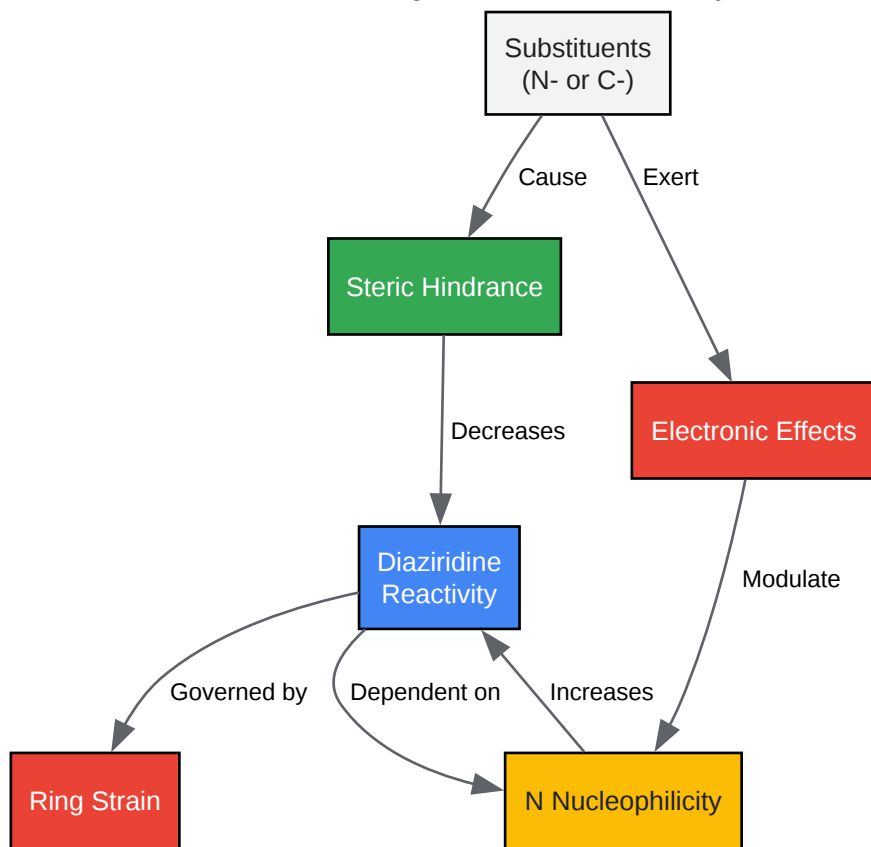 Substituents
(N- or C-)
Cause
Exert
Steric Hindrance
Decreases
Electronic Effects
Diaziridine
Reactivity
Modulate
Governed by
Dependent on
Increases
Ring Strain
N Nucleophilicity